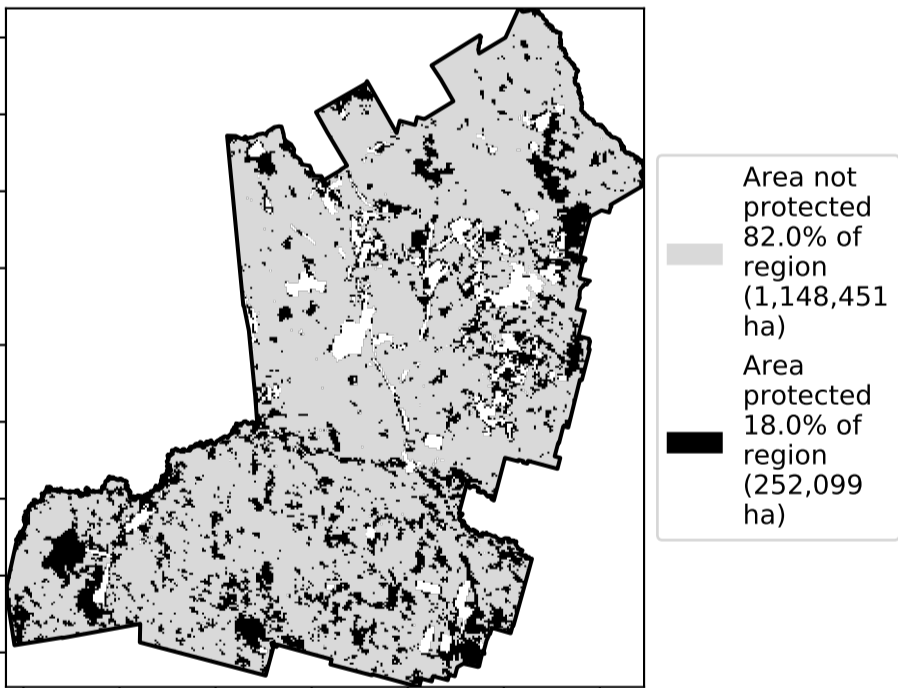 Area not
protected
82.0% of
region
(1,148,451
ha)
Area
protected
18.0% of
region
(252,099
ha)